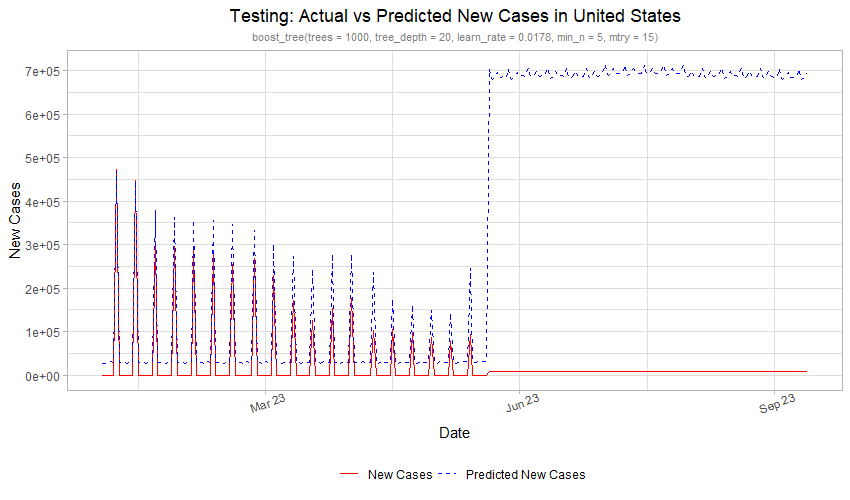 Testing: Actual vs Predicted New Cases in United States
boost_tree(trees = 1000, tree_depth = 20, learn_rate = 0.0178, min_n = 5, mtry = 15)
7e+05
6e+05
5e+05
4e+05
3e+05
2e+05
1e+05
0e+00
New Cases
Mar 23
Jun 23
Sep 23
Date
New Cases
Predicted New Cases